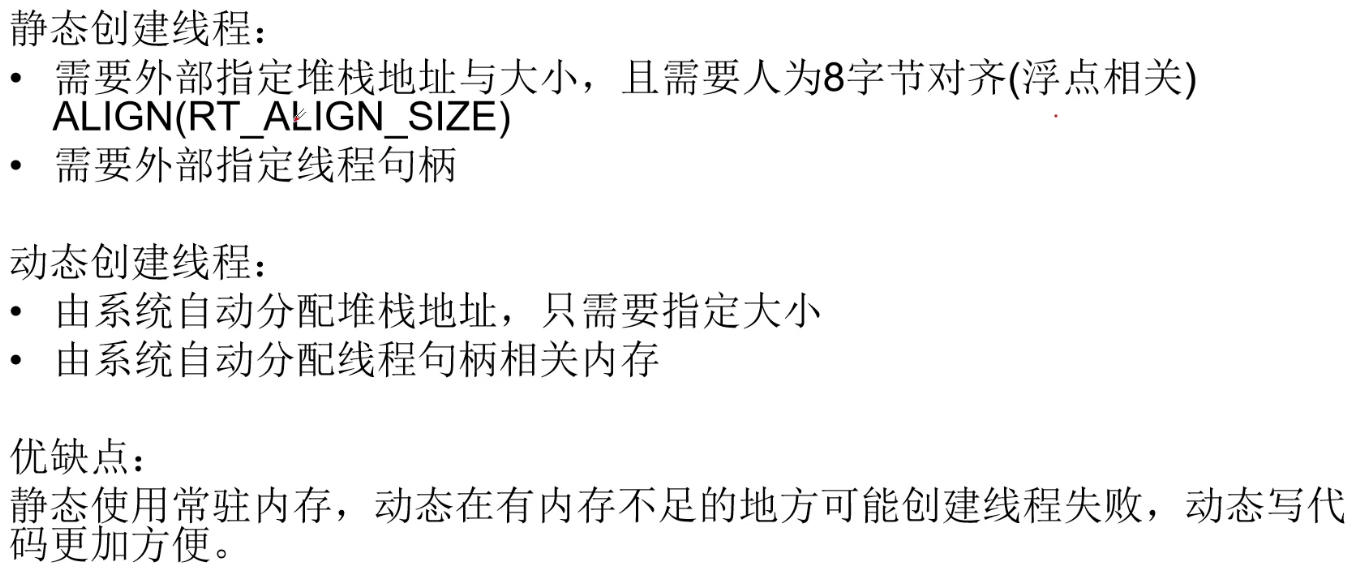 静态创建线程：
• 需要外部指定堆栈地址与大小，且需要人为8字节对齐(浮点相关)
ALIGN(RT_ALIGN_SIZE)
• 需要外部指定线程句柄
动态创建线程：
• 由系统自动分配堆栈地址，只需要指定大小
• 由系统自动分配线程句柄相关内存
优缺点：
静态使用常驻内存，动态在有内存不足的地方可能创建线程失败，动态写代
码更加方便。